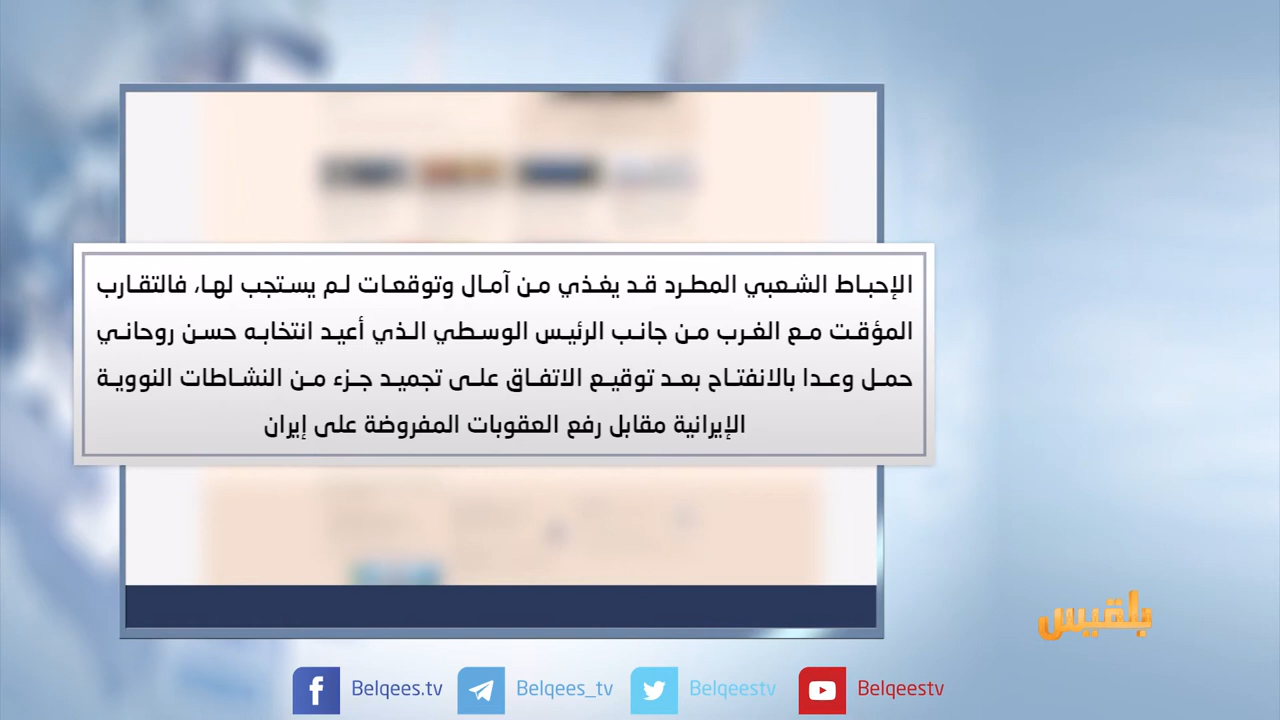 الإحباط الشعبي المطرد قد يغذي من آمال وتوقعات لم يستجب لها، فالتقارب
المؤقت مع الغرب من جانب الرئيس الوسطي الذي أعيد انتخابه حسن روحاني
حمل وعدا بالانفتاح بعد توقيع الاتفاق على تجميد جزء من النشاطات النووية
الإيرانية مقابل رفع العقوبات المفروضة على إيران
بلقيس
Belqees.tv
Belqees_tv
Belqeestv
Belqeestv